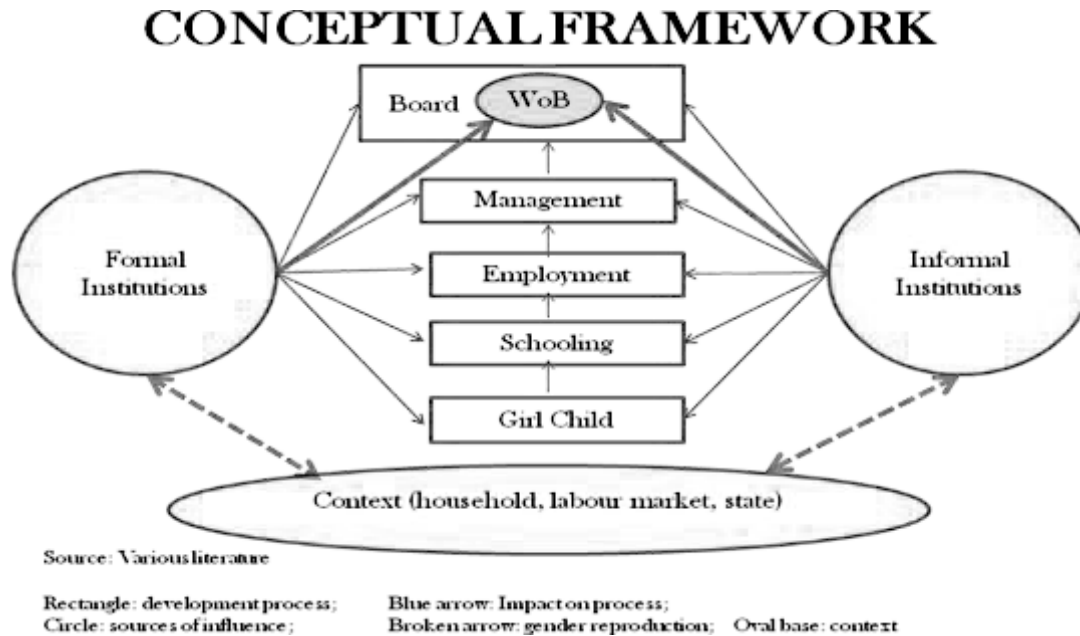 CONCEPTUAL FRAMEWORK
Board
WoB
Management
Formal
Institutions
Employment
Informal
Institutions
Schooling
Girl Child
Context (household, labour market, state)
Source: Various literature
Rectangle: development process; Blue arrow: Impact on process;
Circle: sources of influence; Broken arrow: gender reproduction; Oval base: context